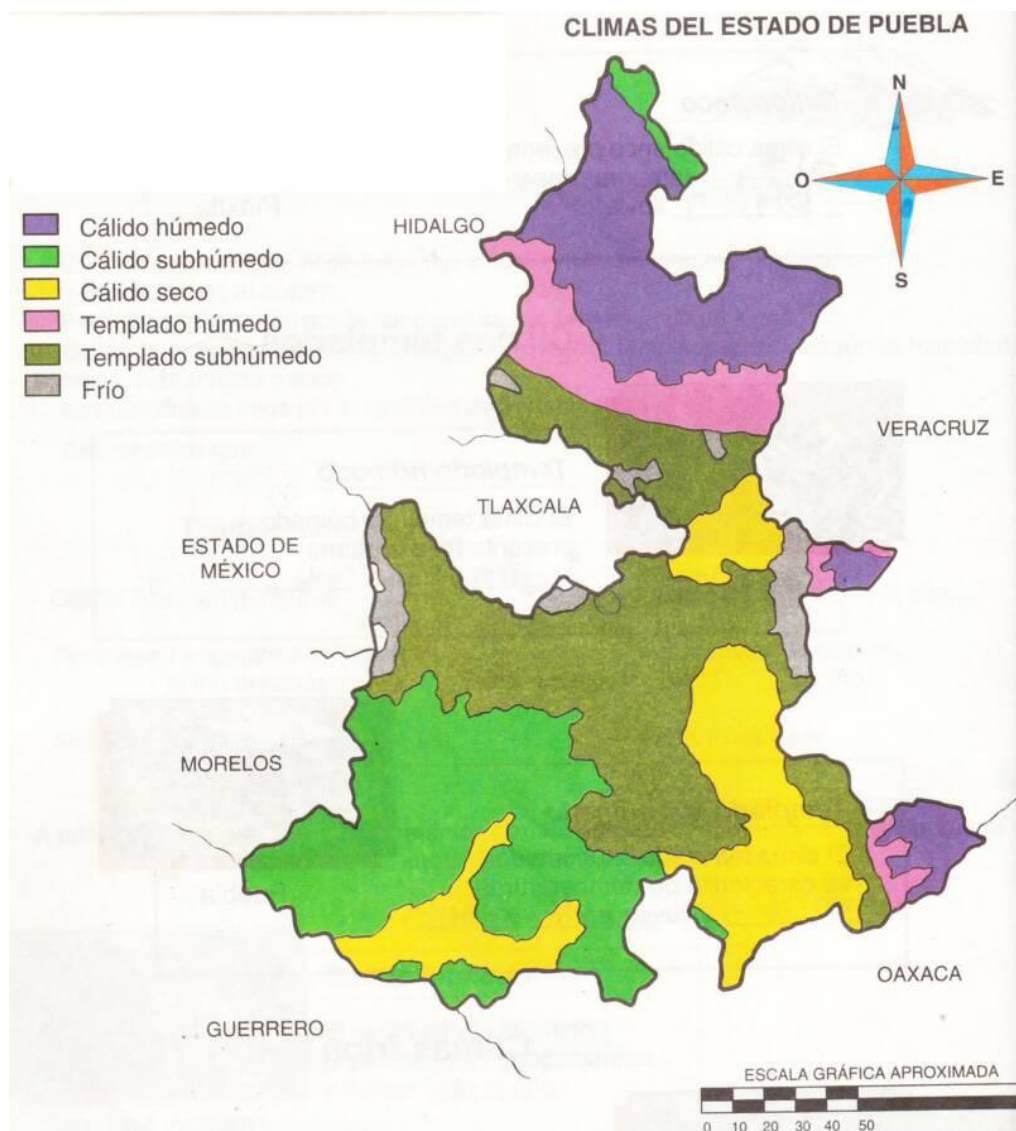 CLIMAS DEL ESTADO DE PUEBLA
N
O
E
S
Cálido húmedo
Cálido subhúmedo
Cálido seco
Templado húmedo
Templado subhúmedo
Frío
HIDALGO
VERACRUZ
TLAXCALA
ESTADO DE
MÉXICO
MORELOS
OAXACA
GUERRERO
ESCALA GRÁFICA APROXIMADA
0 10 20 30 40 50